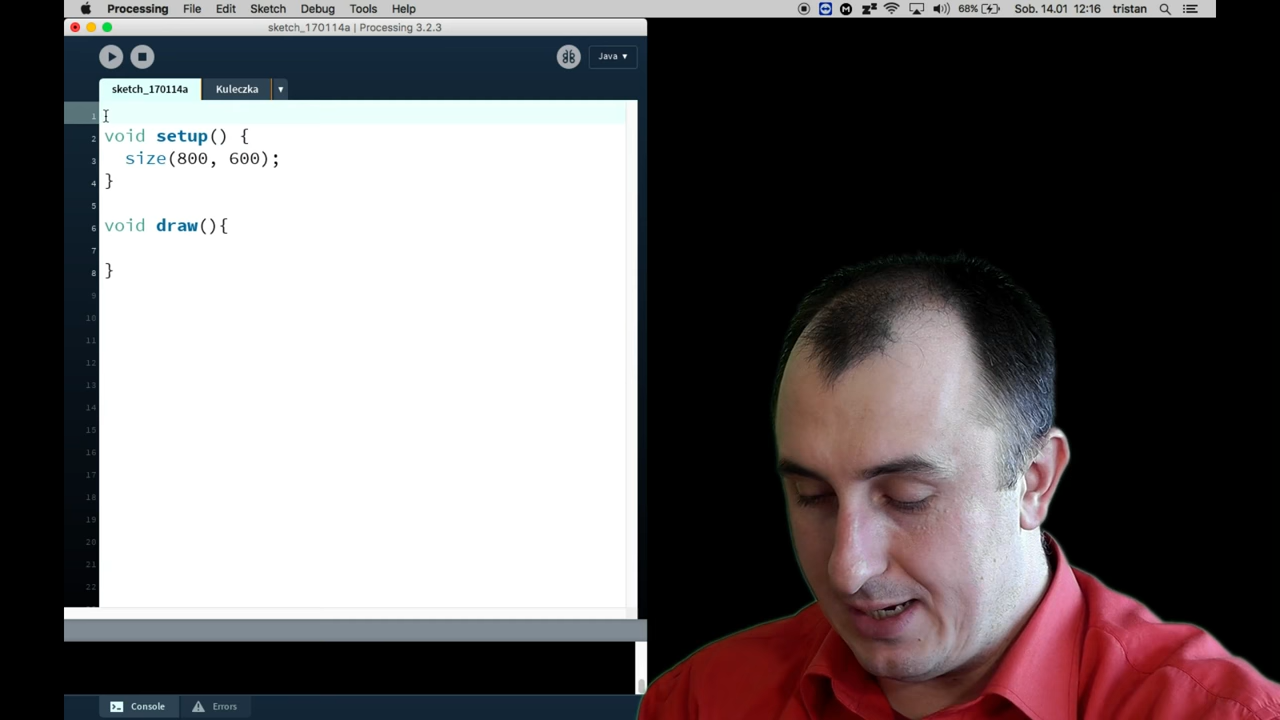 Processing File Edit Sketch Debug Tools Help 68% Sob. 14.01 12:16 tristan
sketch_170114a | Processing 3.2.3
Java ▾
sketch_170114a Kuleczka ▾
1
2 void setup() {
3 size(800, 600);
4 }
5
6 void draw(){
7
8 }
9
10
11
12
13
14
15
16
17
18
19
20
21
22
Console Errors